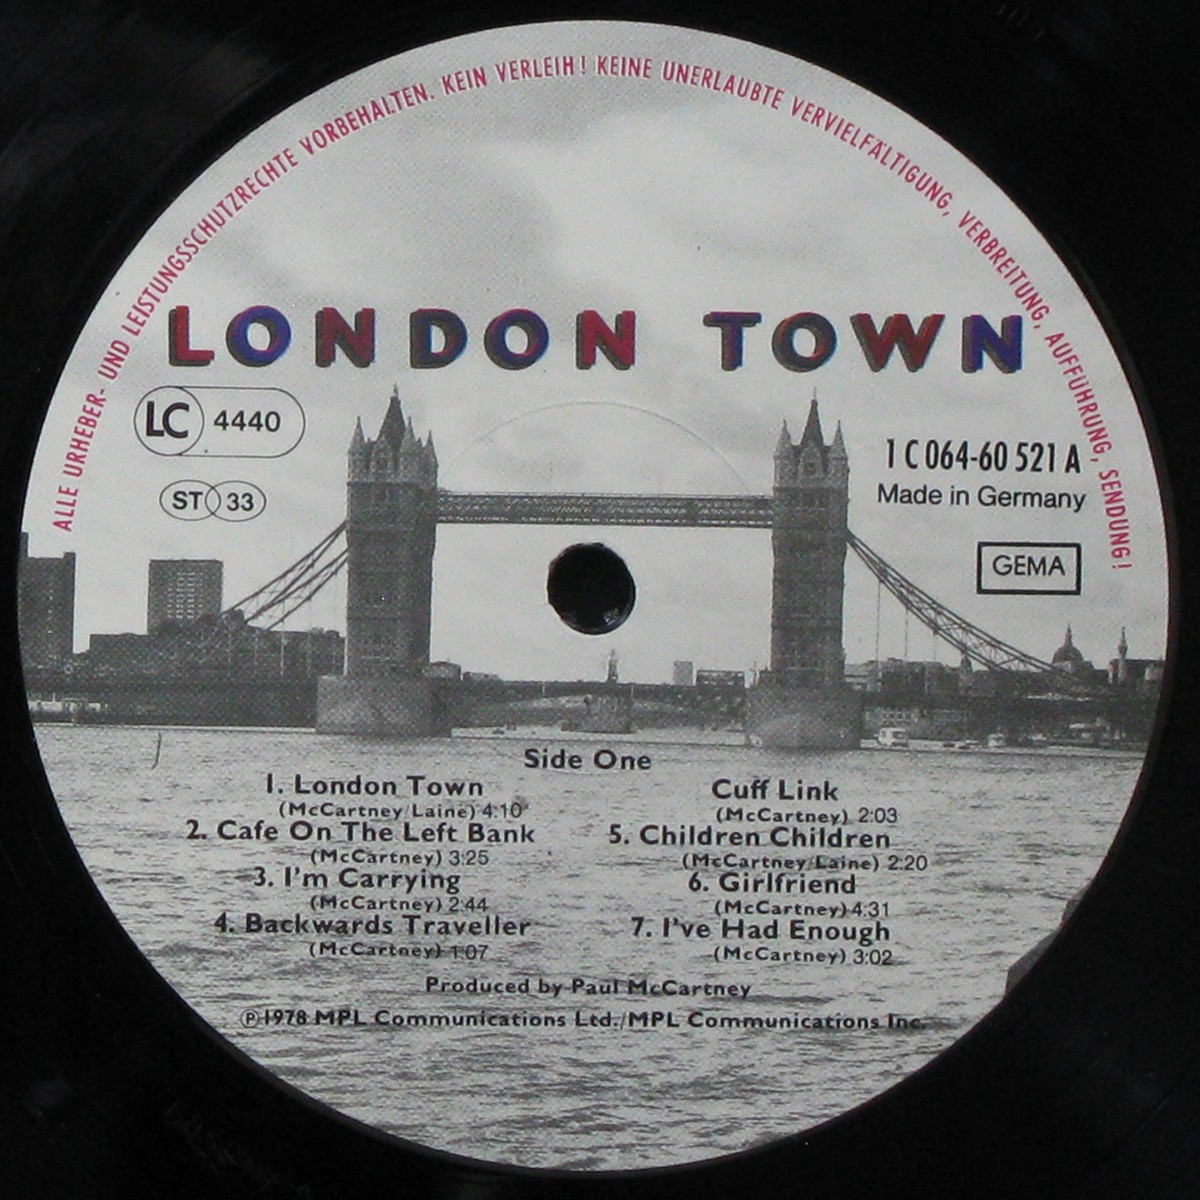 ALLE URHEBER- UND LEISTUNGSSCHUTZRECHTE VORBEHALTEN. KEIN VERLEIH! KEINE UNERLAUBTE VERVIELFÄLTIGUNG, VERBREITUNG, AUFFÜHRUNG, SENDUNG!
LONDON TOWN
LC 4440
ST 33
1 C 064-60 521 A
Made in Germany
GEMA
Side One
1. London Town
(McCartney/Laine) 4:10
2. Cafe On The Left Bank
(McCartney) 3:25
3. I'm Carrying
(McCartney) 2:44
4. Backwards Traveller
(McCartney) 1:07
Cuff Link
(McCartney) 2:03
5. Children Children
(McCartney/Laine) 2:20
6. Girlfriend
(McCartney) 4:31
7. I've Had Enough
(McCartney) 3:02
Produced by Paul McCartney
℗1978 MPL Communications Ltd./MPL Communications Inc.